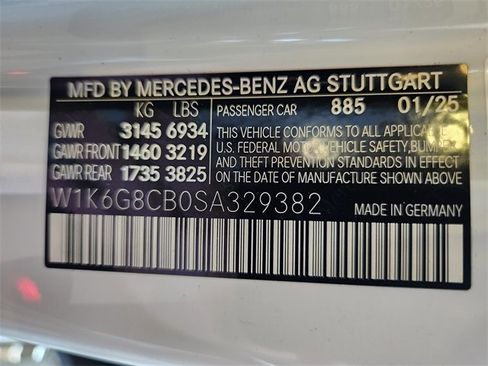 MFD BY MERCEDES-BENZ AG STUTTGART
KG LBS PASSENGER CAR 885 01/25
GVWR 3145 6934 THIS VEHICLE CONFORMS TO ALL APPLICABLE
GAWR FRONT 1460 3219 U.S. FEDERAL MOTOR VEHICLE SAFETY, BUMPER
GAWR REAR 1735 3825 AND THEFT PREVENTION STANDARDS IN EFFECT
ON THE DATE OF MANUFACTURE SHOWN ABOVE.
W1K6G8CB0SA329382 MADE IN GERMANY